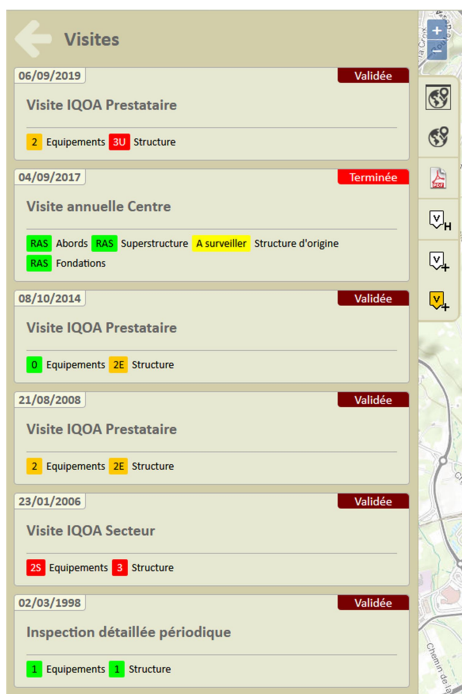 Visites
06/09/2019 Validée
Visite IQOA Prestataire
2 Equipements 3U Structure
04/09/2017 Terminée
Visite annuelle Centre
RAS Abords RAS Superstructure A surveiller Structure d'origine
RAS Fondations
08/10/2014 Validée
Visite IQOA Prestataire
0 Equipements 2E Structure
21/08/2008 Validée
Visite IQOA Prestataire
2 Equipements 2E Structure
23/01/2006 Validée
Visite IQOA Secteur
2S Equipements 3 Structure
02/03/1998 Validée
Inspection détaillée périodique
1 Equipements 1 Structure
+
−
V H
V +
V +
Chemin de la